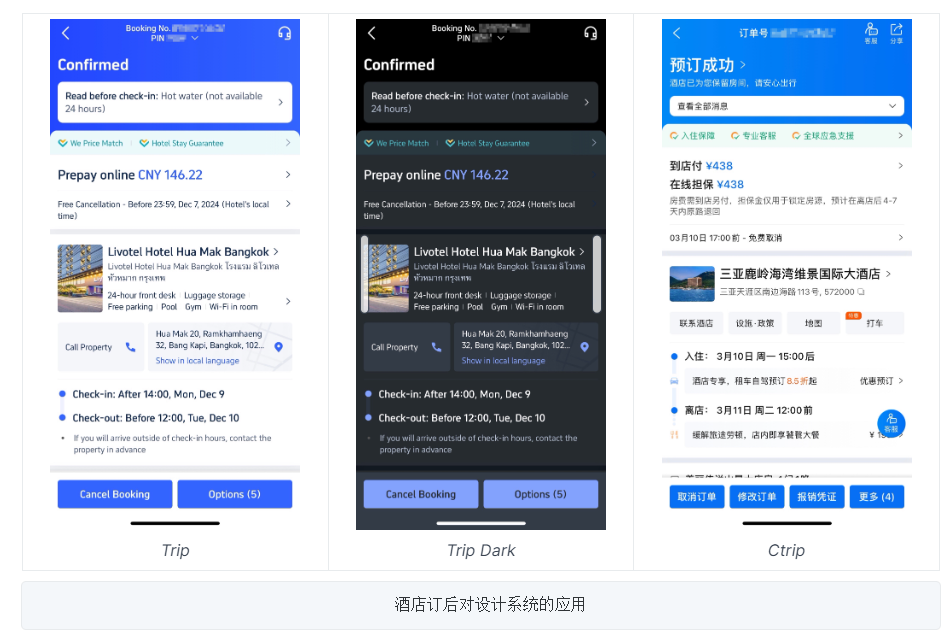 Booking No.
PIN
Confirmed
Read before check-in: Hot water (not available
24 hours)
We Price Match
Hotel Stay Guarantee
Prepay online CNY 146.22
Free Cancellation - Before 23:59, Dec 7, 2024 (Hotel's local
time)
Livotel Hotel Hua Mak Bangkok
Livotel Hotel Hua Mak Bangkok โรงแรม ลิโวเทล
หัวหมาก กรุงเทพ
24-hour front desk Luggage storage
Free parking Pool Gym Wi-Fi in room
Call Property
Hua Mak 20, Ramkhamhaeng
32, Bang Kapi, Bangkok, 102...
Show in local language
Check-in: After 14:00, Mon, Dec 9
Check-out: Before 12:00, Tue, Dec 10
If you will arrive outside of check-in hours, contact the
property in advance
Cancel Booking
Options (5)
Trip
Booking No.
PIN
Confirmed
Read before check-in: Hot water (not available
24 hours)
We Price Match
Hotel Stay Guarantee
Prepay online CNY 146.22
Free Cancellation - Before 23:59, Dec 7, 2024 (Hotel's local
time)
Livotel Hotel Hua Mak Bangkok
Livotel Hotel Hua Mak Bangkok โรงแรม ลิโวเทล
หัวหมาก กรุงเทพ
24-hour front desk Luggage storage
Free parking Pool Gym Wi-Fi in room
Call Property
Hua Mak 20, Ramkhamhaeng
32, Bang Kapi, Bangkok, 102...
Show in local language
Check-in: After 14:00, Mon, Dec 9
Check-out: Before 12:00, Tue, Dec 10
If you will arrive outside of check-in hours, contact the
property in advance
Cancel Booking
Options (5)
Trip Dark
订单号
客服
分享
预订成功
酒店已为您保留房间，请安心出行
查看全部消息
入住保障
专业客服
全球应急支援
到店付 ¥438
在线担保 ¥438
房费需到店另付，担保金仅用于锁定房源，预计在离店后 4-7
天内原路退回
03月10日 17:00 前 - 免费取消
三亚鹿岭海湾维景国际大酒店
三亚天涯区南边海路 113 号, 572000
联系酒店
设施·政策
地图
打车
入住： 3月10日 周一 15:00 后
酒店专享，租车自驾预订 8.5 折起
优惠预订
离店： 3月11日 周二 12:00 前
缓解旅途劳顿，店内即享饕餮大餐
客服
取消订单
修改订单
报销凭证
更多 (4)
Ctrip
酒店订后对设计系统的应用